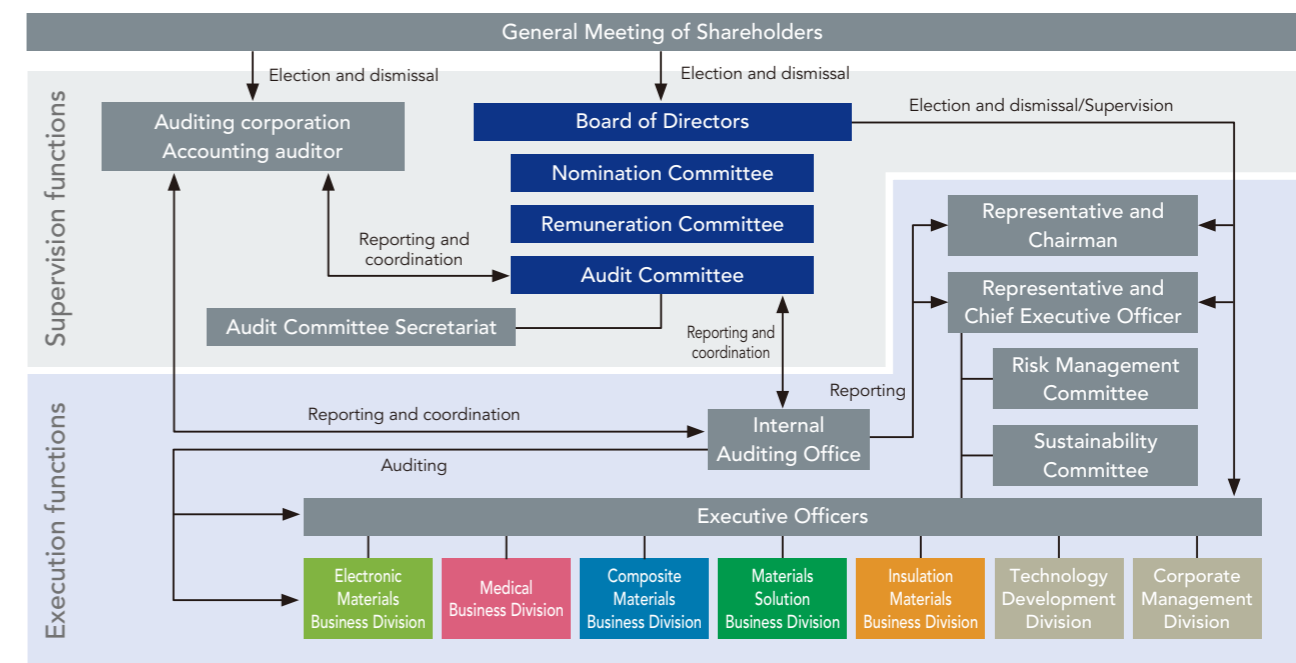 General Meeting of Shareholders
Election and dismissal
Election and dismissal
Supervision functions
Auditing corporation
Accounting auditor
Board of Directors
Election and dismissal/Supervision
Nomination Committee
Remuneration Committee
Audit Committee
Reporting and
coordination
Audit Committee Secretariat
Reporting and
coordination
Representative and
Chairman
Representative and
Chief Executive Officer
Risk Management
Committee
Sustainability
Committee
Execution functions
Reporting
Reporting and coordination
Internal
Auditing Office
Auditing
Executive Officers
Electronic
Materials
Business Division
Medical
Business Division
Composite
Materials
Business Division
Materials
Solution
Business Division
Insulation
Materials
Business Division
Technology
Development
Division
Corporate
Management
Division